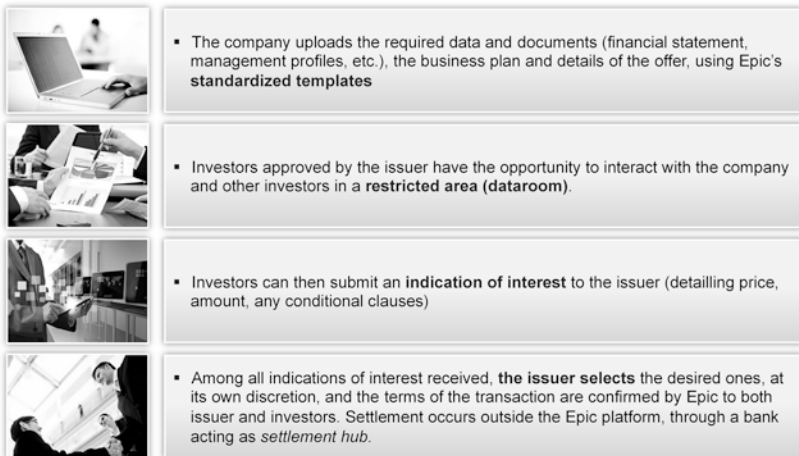 ▪ The company uploads the required data and documents (financial statement,
management profiles, etc.), the business plan and details of the offer, using Epic's
standardized templates
▪ Investors approved by the issuer have the opportunity to interact with the company
and other investors in a restricted area (dataroom).
▪ Investors can then submit an indication of interest to the issuer (detailling price,
amount, any conditional clauses)
▪ Among all indications of interest received, the issuer selects the desired ones, at
its own discretion, and the terms of the transaction are confirmed by Epic to both
issuer and investors. Settlement occurs outside the Epic platform, through a bank
acting as settlement hub.